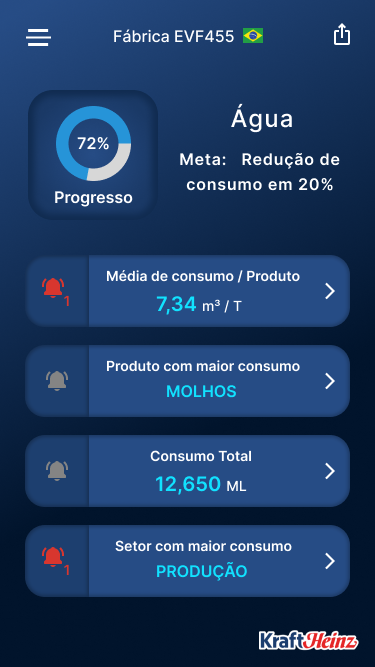 Fábrica EVF455
72%
Progresso
Água
Meta: Redução de
consumo em 20%
Média de consumo / Produto
7,34 m³ / T
1
Produto com maior consumo
MOLHOS
Consumo Total
12,650 ML
Setor com maior consumo
PRODUÇÃO
1
KraftHeinz